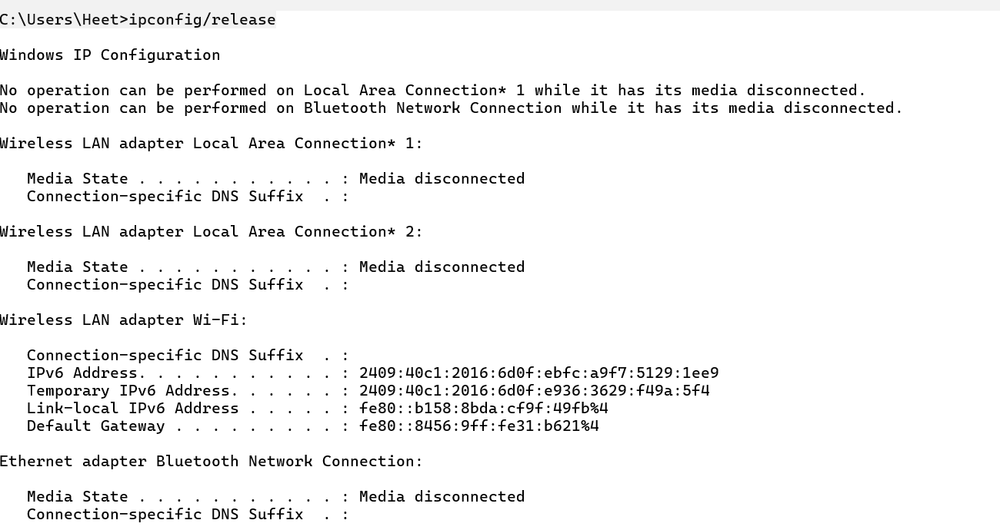 C:\Users\Heet>ipconfig/release
Windows IP Configuration
No operation can be performed on Local Area Connection* 1 while it has its media disconnected.
No operation can be performed on Bluetooth Network Connection while it has its media disconnected.
Wireless LAN adapter Local Area Connection* 1:
Media State . . . . . . . . . . . : Media disconnected
Connection-specific DNS Suffix  . :
Wireless LAN adapter Local Area Connection* 2:
Media State . . . . . . . . . . . : Media disconnected
Connection-specific DNS Suffix  . :
Wireless LAN adapter Wi-Fi:
Connection-specific DNS Suffix  . :
IPv6 Address. . . . . . . . . . . : 2409:40c1:2016:6d0f:ebfc:a9f7:5129:1ee9
Temporary IPv6 Address. . . . . . : 2409:40c1:2016:6d0f:e936:3629:f49a:5f4
Link-local IPv6 Address . . . . . : fe80::b158:8bda:cf9f:49fb%4
Default Gateway . . . . . . . . . : fe80::8456:9ff:fe31:b621%4
Ethernet adapter Bluetooth Network Connection:
Media State . . . . . . . . . . . : Media disconnected
Connection-specific DNS Suffix  . :